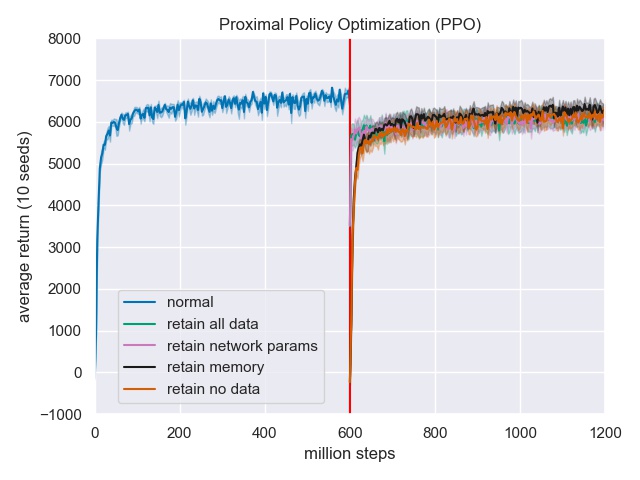 Proximal Policy Optimization (PPO)
8000
7000
6000
5000
4000
3000
2000
1000
0
−1000
average return (10 seeds)
normal
retain all data
retain network params
retain memory
retain no data
0 200 400 600 800 1000 1200
million steps